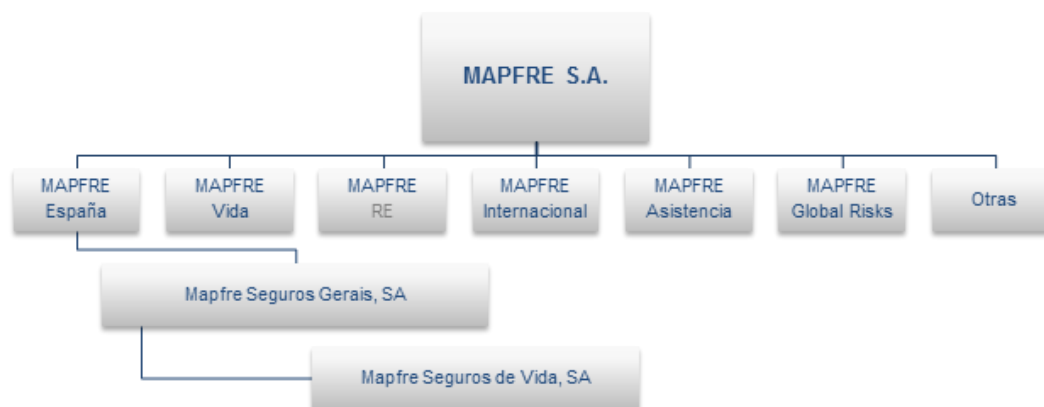 MAPFRE S.A.
MAPFRE
España
MAPFRE
Vida
MAPFRE
RE
MAPFRE
Internacional
MAPFRE
Asistencia
MAPFRE
Global Risks
Otras
Mapfre Seguros Gerais, SA
Mapfre Seguros de Vida, SA